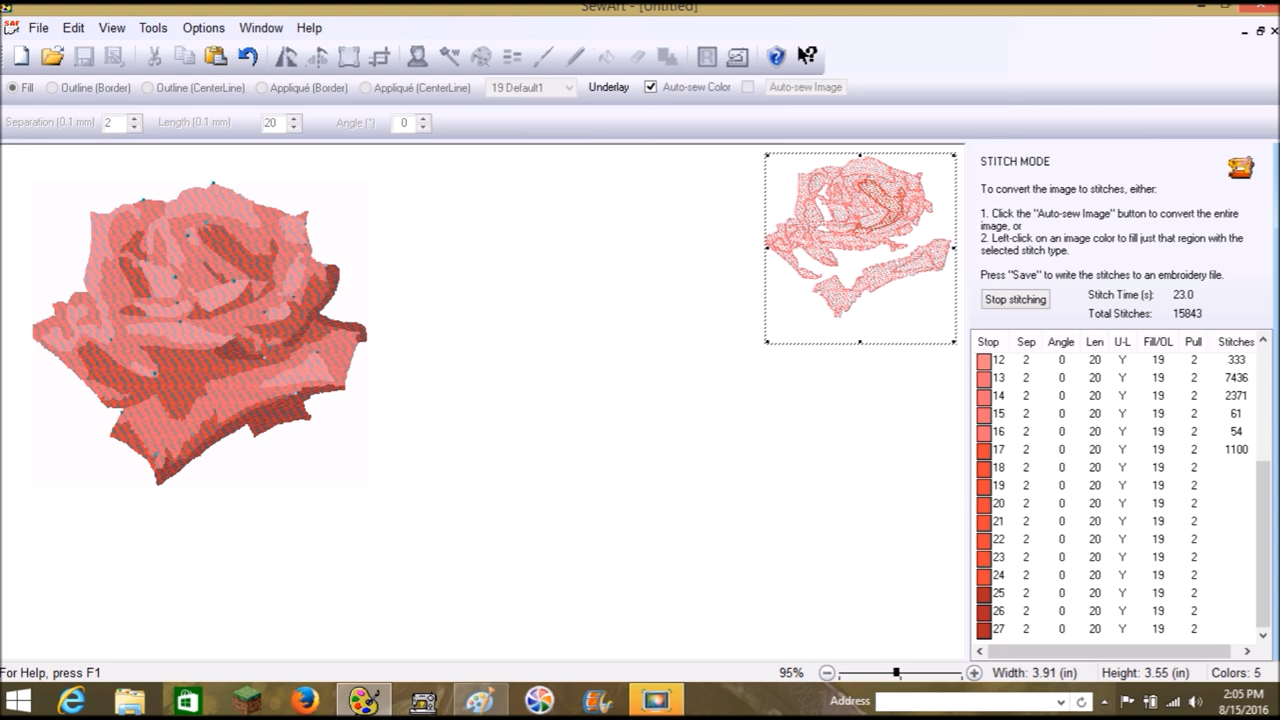 SewArt - [Untitled]
SAF File Edit View Tools Options Window Help
Fill Outline (Border) Outline (CenterLine) Appliqué (Border) Appliqué (CenterLine) 19 Default1 Underlay Auto-sew Color Auto-sew Image
Separation (0.1 mm) 2 Length (0.1 mm) 20 Angle (°) 0
STITCH MODE
To convert the image to stitches, either:
1. Click the "Auto-sew Image" button to convert the entire
image, or
2. Left-click on an image color to fill just that region with the
selected stitch type.
Press "Save" to write the stitches to an embroidery file.
Stop stitching Stitch Time (s): 23.0
Total Stitches: 15843
Stop Sep Angle Len U-L Fill/OL Pull Stitches
12 2 0 20 Y 19 2 333
13 2 0 20 Y 19 2 7436
14 2 0 20 Y 19 2 2371
15 2 0 20 Y 19 2 61
16 2 0 20 Y 19 2 54
17 2 0 20 Y 19 2 1100
18 2 0 20 Y 19 2
19 2 0 20 Y 19 2
20 2 0 20 Y 19 2
21 2 0 20 Y 19 2
22 2 0 20 Y 19 2
23 2 0 20 Y 19 2
24 2 0 20 Y 19 2
25 2 0 20 Y 19 2
26 2 0 20 Y 19 2
27 2 0 20 Y 19 2
For Help, press F1 95% Width: 3.91 (in) Height: 3.55 (in) Colors: 5
Address 2:05 PM
8/15/2016